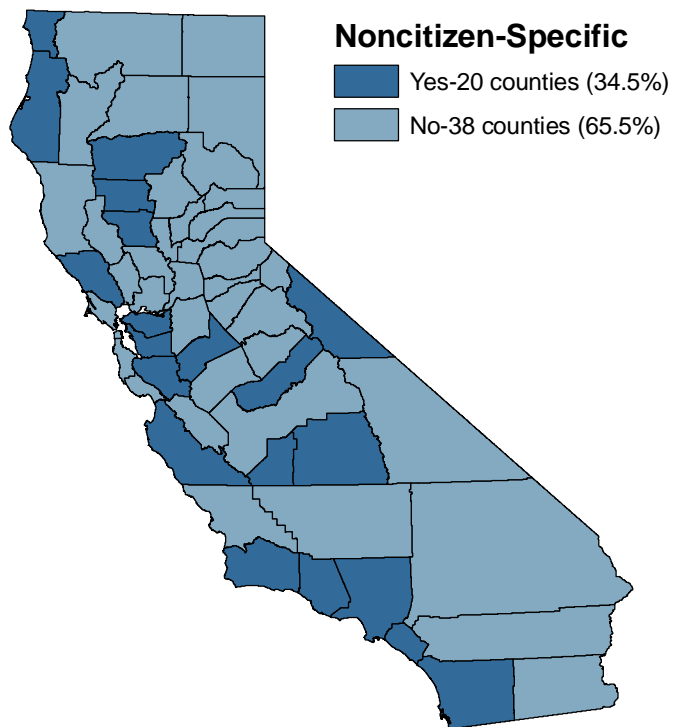 Noncitizen-Specific
Yes-20 counties (34.5%)
No-38 counties (65.5%)